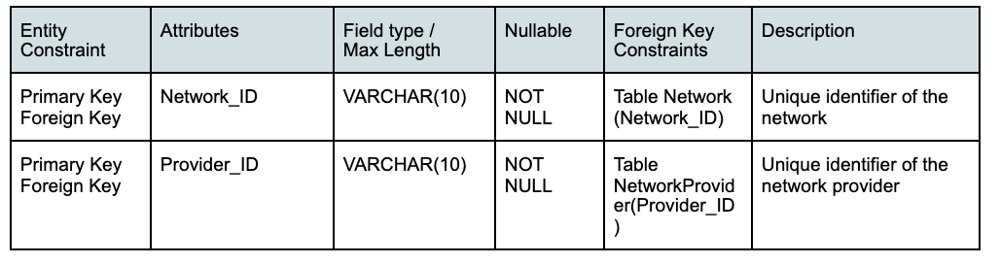 Entity Constraint
Attributes
Field type / Max Length
Nullable
Foreign Key Constraints
Description
Primary Key
Foreign Key
Network_ID
VARCHAR(10)
NOT
NULL
Table Network
(Network_ID)
Unique identifier of the
network
Primary Key
Foreign Key
Provider_ID
VARCHAR(10)
NOT
NULL
Table
NetworkProvid
er(Provider_ID
)
Unique identifier of the
network provider